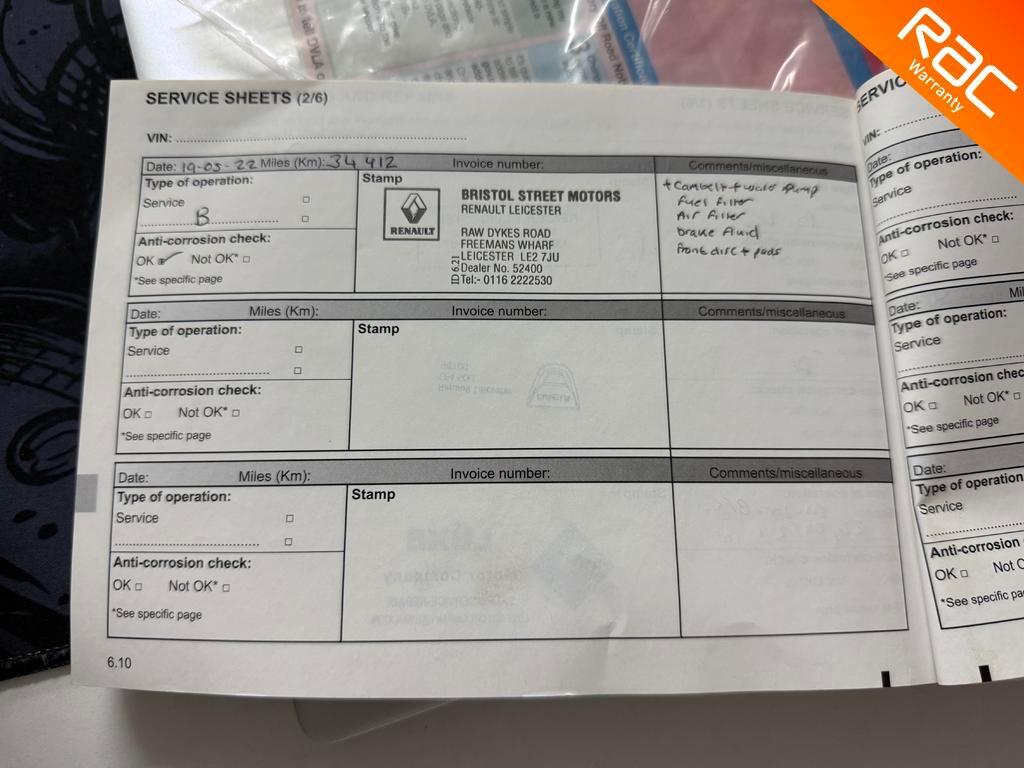 RAC
Warranty
SERVICE SHEETS (2/6)
VIN:
Date: 19-05-22 Miles (Km): 34 412 Invoice number: Comments/miscellaneous
Type of operation:
Service
B
Anti-corrosion check:
OK Not OK*
*See specific page
Stamp
RENAULT
BRISTOL STREET MOTORS
RENAULT LEICESTER
RAW DYKES ROAD
FREEMANS WHARF
LEICESTER LE2 7JU
Dealer No. 52400
Tel:- 0116 2222530
ID 6.21
+ Cambelt + water pump
Fuel Filter
Air Filter
brake Fluid
Front disc + pads
Date: Miles (Km): Invoice number: Comments/miscellaneous
Type of operation:
Service
Anti-corrosion check:
OK Not OK*
*See specific page
Stamp
Date: Miles (Km): Invoice number: Comments/miscellaneous
Type of operation:
Service
Anti-corrosion check:
OK Not OK*
*See specific page
Stamp
6.10
VIN:
Date:
Type of operation:
Service
Anti-corrosion
OK Not OK*
*See specific page
Date:
Type of operation:
Service
Anti-corrosion
OK Not OK*
*See specific page
Date:
Type of operation
Service
Anti-corrosion
OK
*See specific